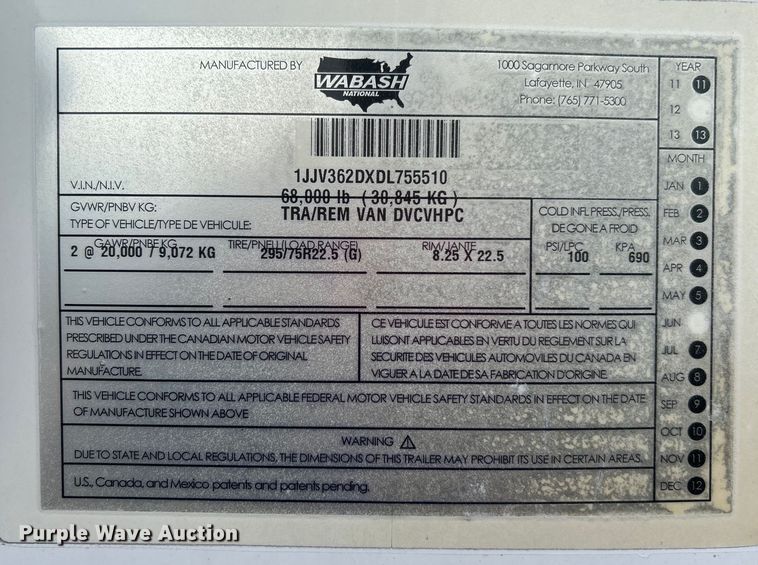 MANUFACTURED BY
WABASH
NATIONAL
1000 Sagamore Parkway South
Lafayette, IN 47905
Phone: (765) 771-5300
YEAR
11 11
12
13 13
V.I.N./N.I.V.
1JJV362DXDL755510
GVWR/PNBV KG:
68,000 lb ( 30,845 KG )
TYPE OF VEHICLE/TYPE DE VEHICULE:
TRA/REM VAN DVCVHPC
COLD INFL PRESS./PRESS.
DE GONE A FROID
GAWR/PNBE KG
TIRE/PNEU (LOAD RANGE)
RIM/JANTE
PSI/LPC
KPA
2 @ 20,000 / 9,072 KG
295/75R22.5 (G)
8.25 X 22.5
100
690
THIS VEHICLE CONFORMS TO ALL APPLICABLE STANDARDS
PRESCRIBED UNDER THE CANADIAN MOTOR VEHICLE SAFETY
REGULATIONS IN EFFECT ON THE DATE OF ORIGINAL
MANUFACTURE.
CE VEHICULE EST CONFORME A TOUTES LES NORMES QUI
LUISONT APPLICABLES EN VERTU DU REGLEMENT SUR LA
SECURITE DES VEHICULES AUTOMOVILES DU CANADA EN
VIGUER A LA DATE DE SA FABRICATION D'ORIGINE.
THIS VEHICLE CONFORMS TO ALL APPLICABLE FEDERAL MOTOR VEHICLE SAFETY STANDARDS IN EFFECT ON THE DATE
OF MANUFACTURE SHOWN ABOVE
WARNING
DUE TO STATE AND LOCAL REGULATIONS, THE DIMENSIONS OF THIS TRAILER MAY PROHIBIT ITS USE IN CERTAIN AREAS.
U.S., Canada, and Mexico patents and patents pending.
MONTH
JAN 1
FEB 2
MAR 3
APR 4
MAY 5
JUN
JUL 7
AUG 8
SEP 9
OCT 10
NOV 11
DEC 12
Purple Wave Auction